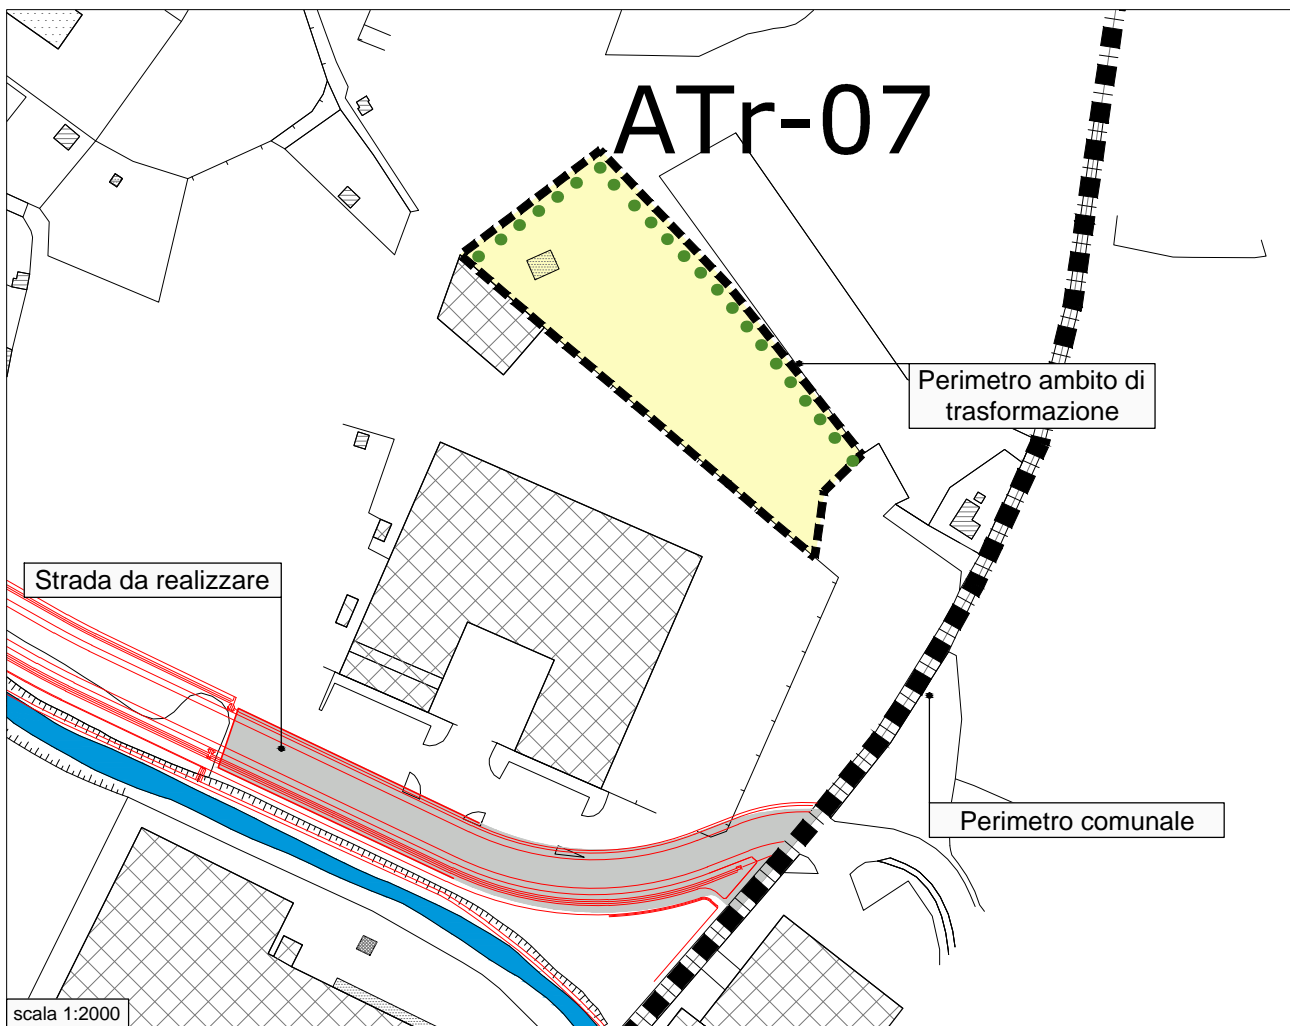 ATr-07
Perimetro ambito di
trasformazione
Strada da realizzare
Perimetro comunale
scala 1:2000